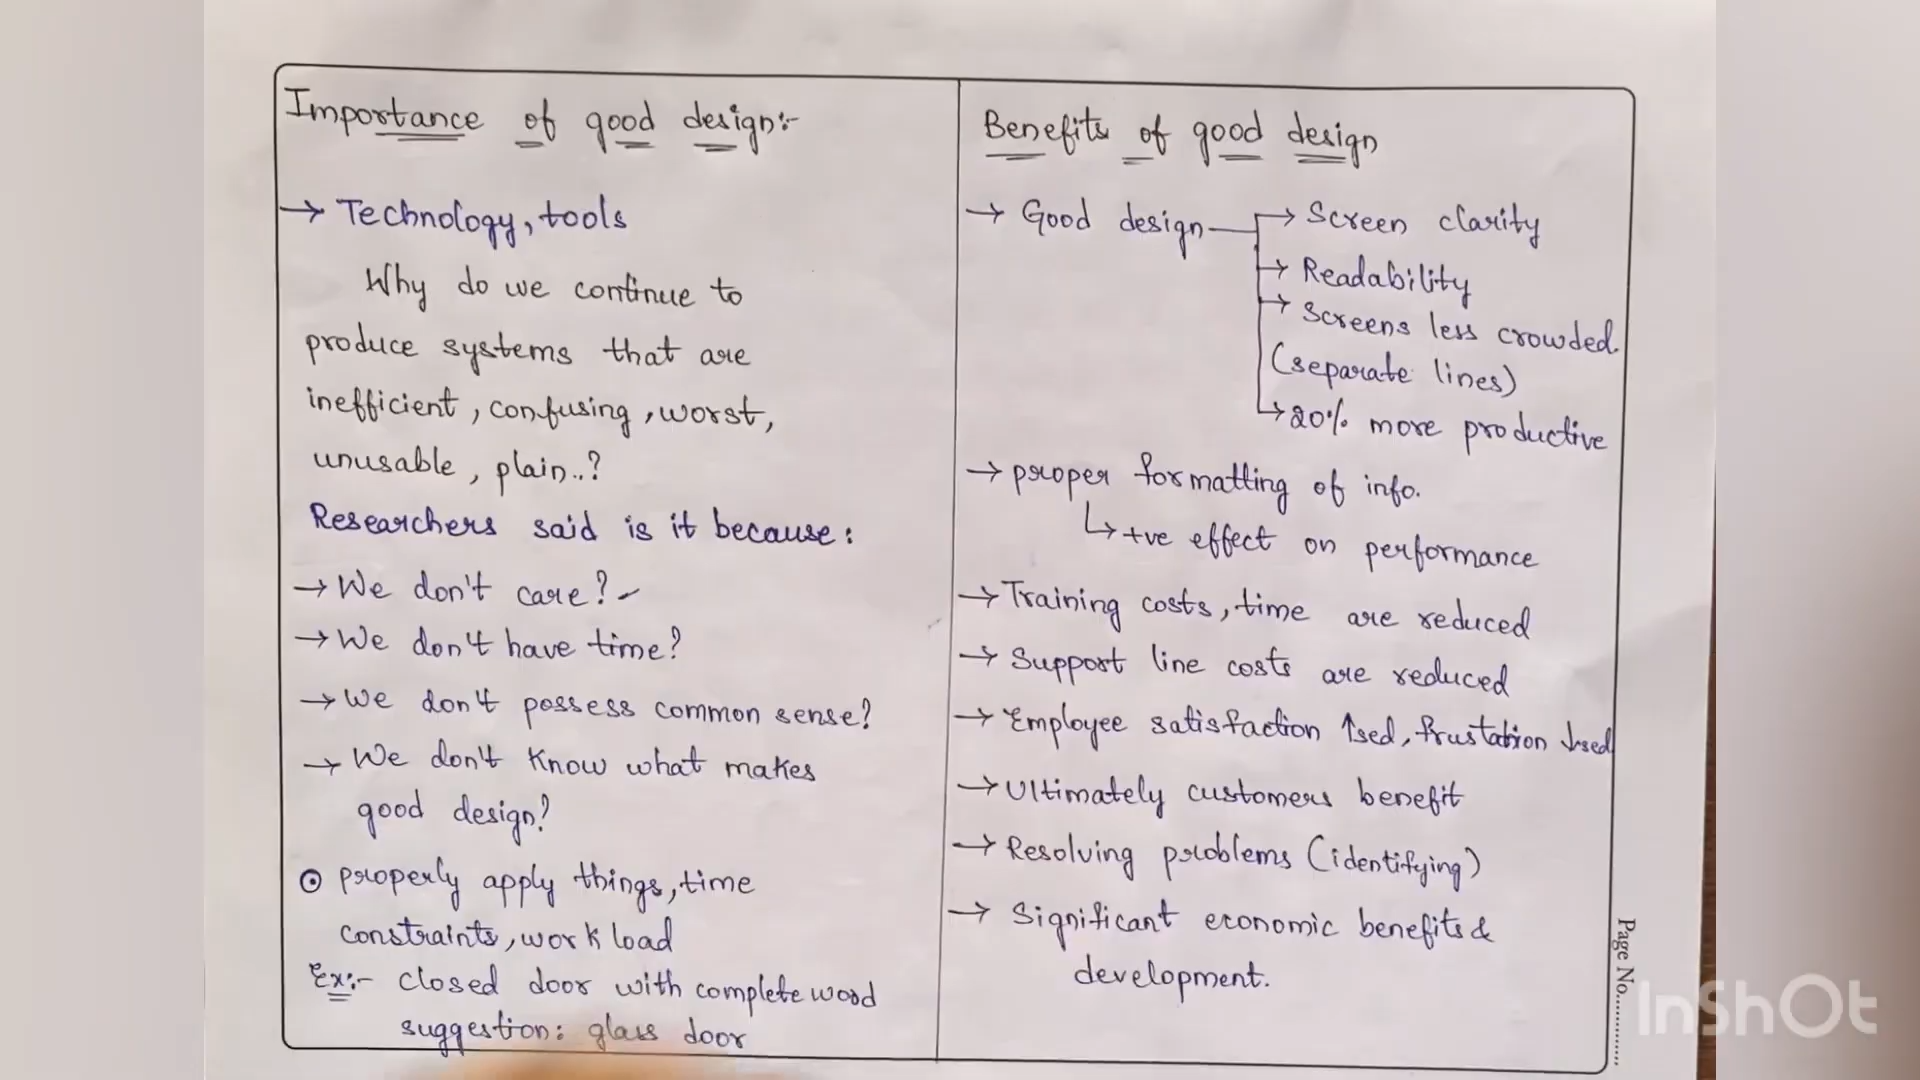 Importance of good design:-
→ Technology, tools
Why do we continue to
produce systems that are
inefficient, confusing, worst,
unusable, plain..?
Researchers said is it because:
→ We don't care?
→ We don't have time?
→ We don't possess common sense?
→ We don't know what makes
good design?
⊙ properly apply things, time
constraints, work load
Ex:- closed door with complete wood
suggestion: glass door
Benefits of good design
→ Good design → Screen clarity
→ Readability
→ Screens less crowded.
(separate lines)
→ 20% more productive
→ proper formatting of info.
↳ +ve effect on performance
→ Training costs, time are reduced
→ Support line costs are reduced
→ Employee satisfaction ↑sed, frustation ↓sed
→ Ultimately customers benefit
→ Resolving problems (identifying)
→ Significant economic benefits &
development.
Page No.............
InShOt